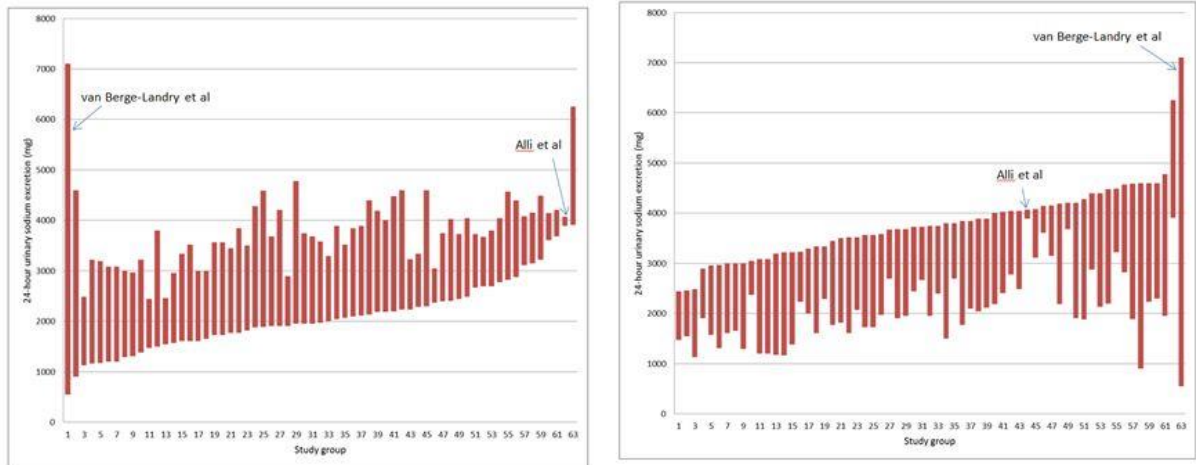 8000
7000
6000
5000
4000
3000
2000
1000
0
24-hour urinary sodium excretion (mg)
van Berge-Landry et al
Alli et al
1 3 5 7 9 11 13 15 17 19 21 23 25 27 29 31 33 35 37 39 41 43 45 47 49 51 53 55 57 59 61 63
Study group
8000
7000
6000
5000
4000
3000
2000
1000
0
24-hour urinary sodium excretion (mg)
van Berge-Landry et al
Alli et al
1 3 5 7 9 11 13 15 17 19 21 23 25 27 29 31 33 35 37 39 41 43 45 47 49 51 53 55 57 59 61 63
Study group